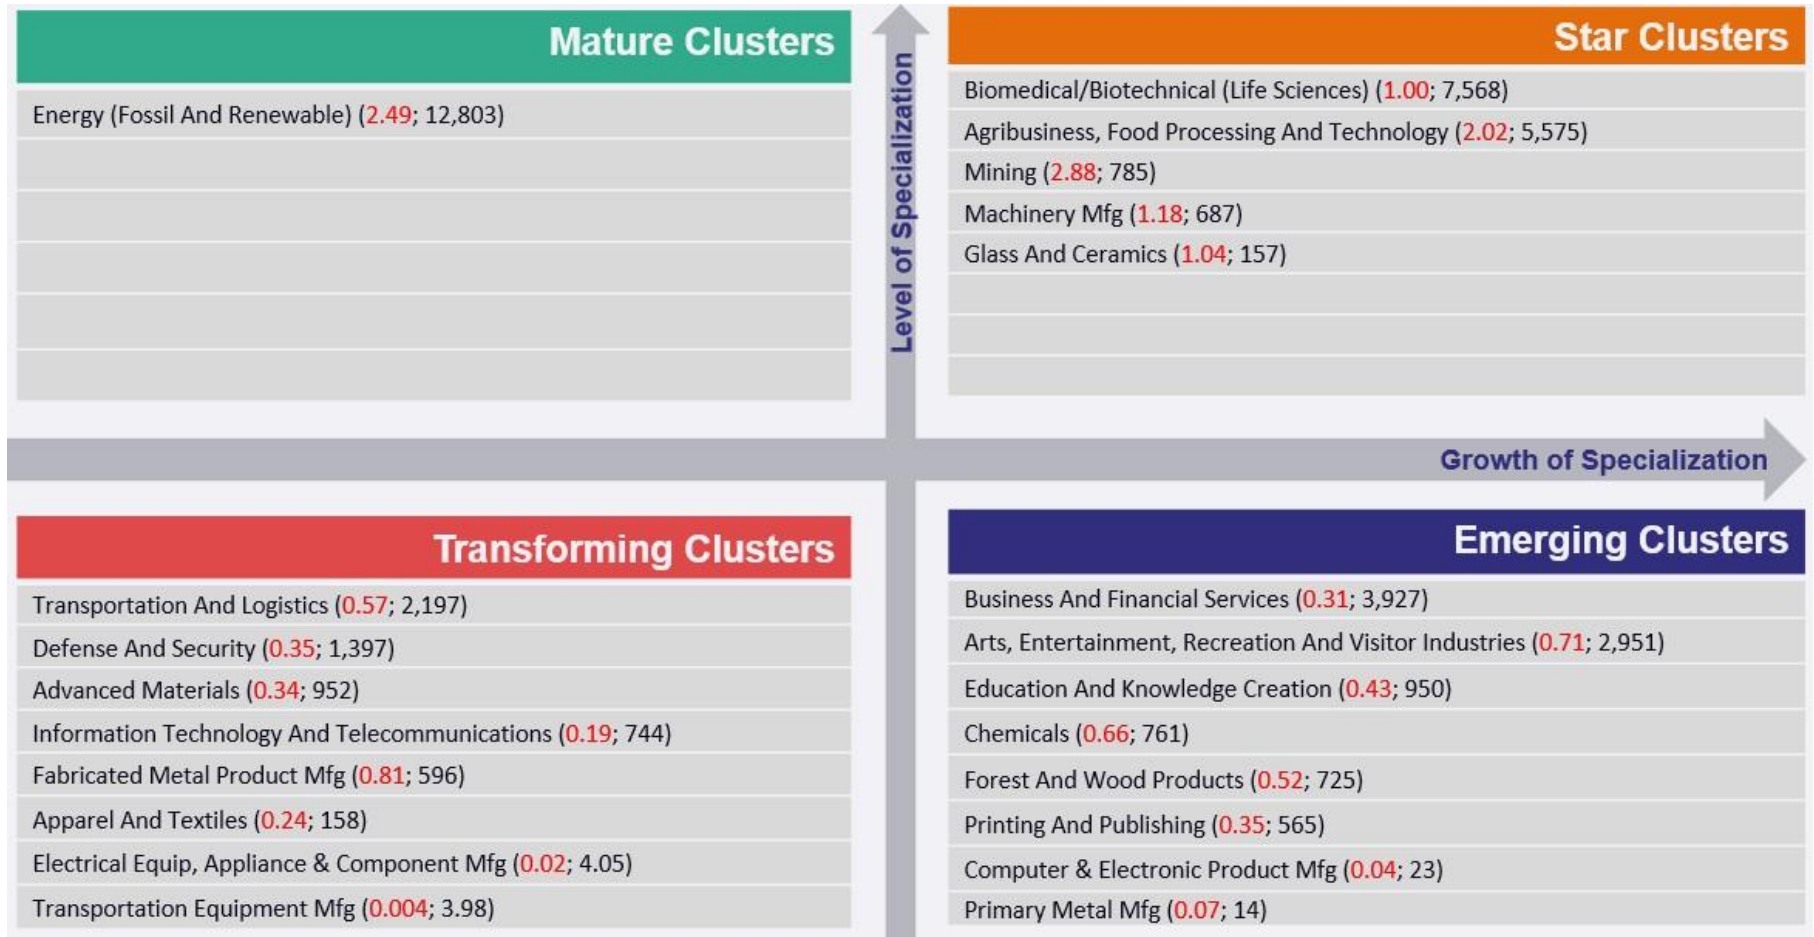 Mature Clusters
Energy (Fossil And Renewable) (2.49; 12,803)
Level of Specialization
Star Clusters
Biomedical/Biotechnical (Life Sciences) (1.00; 7,568)
Agribusiness, Food Processing And Technology (2.02; 5,575)
Mining (2.88; 785)
Machinery Mfg (1.18; 687)
Glass And Ceramics (1.04; 157)
Growth of Specialization
Transforming Clusters
Transportation And Logistics (0.57; 2,197)
Defense And Security (0.35; 1,397)
Advanced Materials (0.34; 952)
Information Technology And Telecommunications (0.19; 744)
Fabricated Metal Product Mfg (0.81; 596)
Apparel And Textiles (0.24; 158)
Electrical Equip, Appliance & Component Mfg (0.02; 4.05)
Transportation Equipment Mfg (0.004; 3.98)
Emerging Clusters
Business And Financial Services (0.31; 3,927)
Arts, Entertainment, Recreation And Visitor Industries (0.71; 2,951)
Education And Knowledge Creation (0.43; 950)
Chemicals (0.66; 761)
Forest And Wood Products (0.52; 725)
Printing And Publishing (0.35; 565)
Computer & Electronic Product Mfg (0.04; 23)
Primary Metal Mfg (0.07; 14)